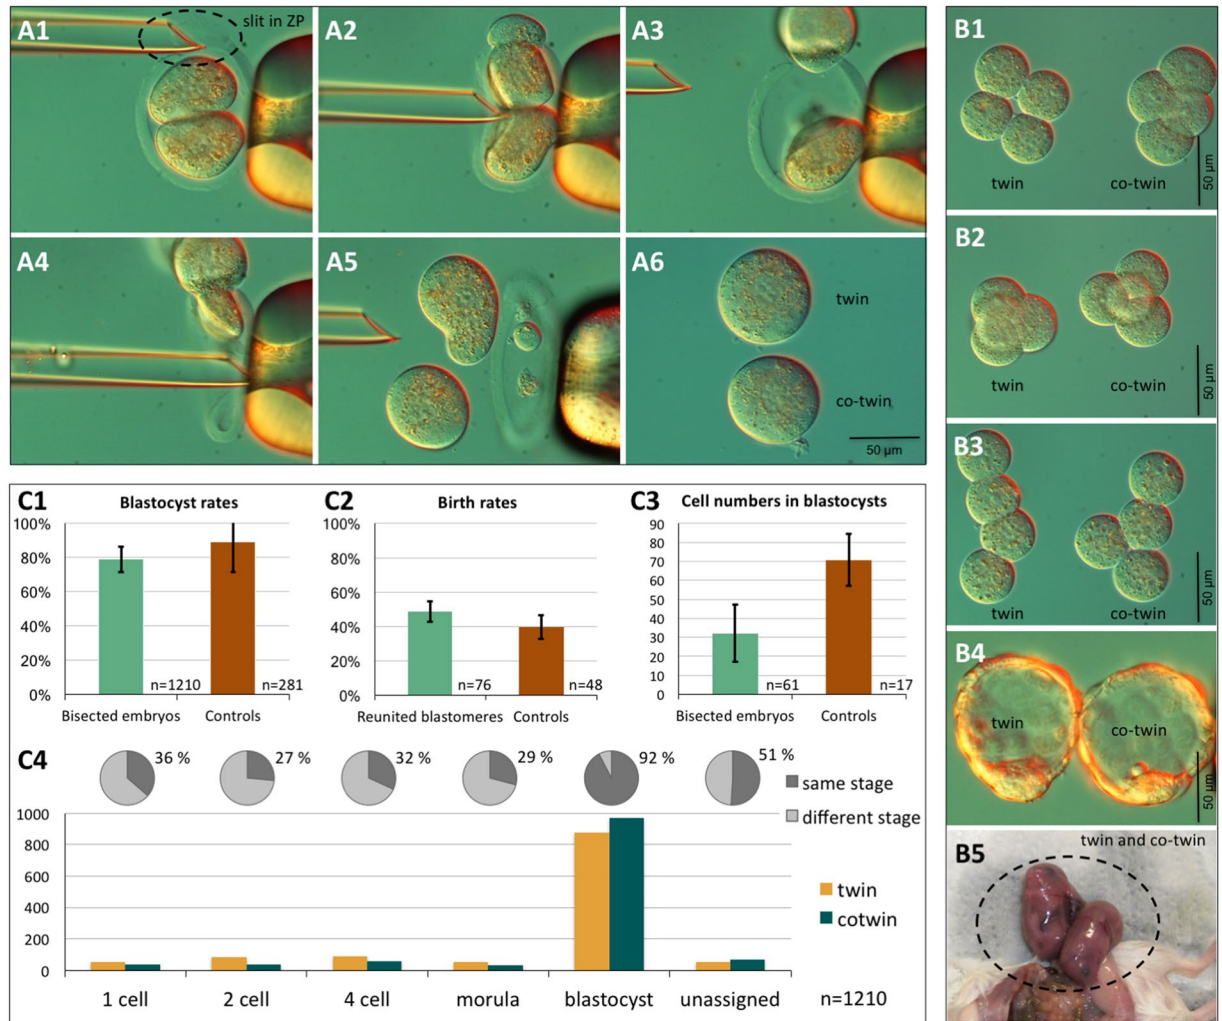 A1
slit in ZP
A2
A3
A4
A5
A6
twin
co-twin
50 µm
B1
twin
co-twin
50 µm
B2
twin
co-twin
50 µm
B3
twin
co-twin
50 µm
B4
twin
co-twin
50 µm
B5
twin and co-twin
C1
Blastocyst rates
100%
80%
60%
40%
20%
0%
n=1210
n=281
Bisected embryos
Controls
C2
Birth rates
100%
80%
60%
40%
20%
0%
n=76
n=48
Reunited blastomeres
Controls
C3
Cell numbers in blastocysts
90
80
70
60
50
40
30
20
10
0
n=61
n=17
Bisected embryos
Controls
C4
36 %
27 %
32 %
29 %
92 %
51 %
same stage
different stage
1000
800
600
400
200
0
twin
cotwin
1 cell
2 cell
4 cell
morula
blastocyst
unassigned
n=1210